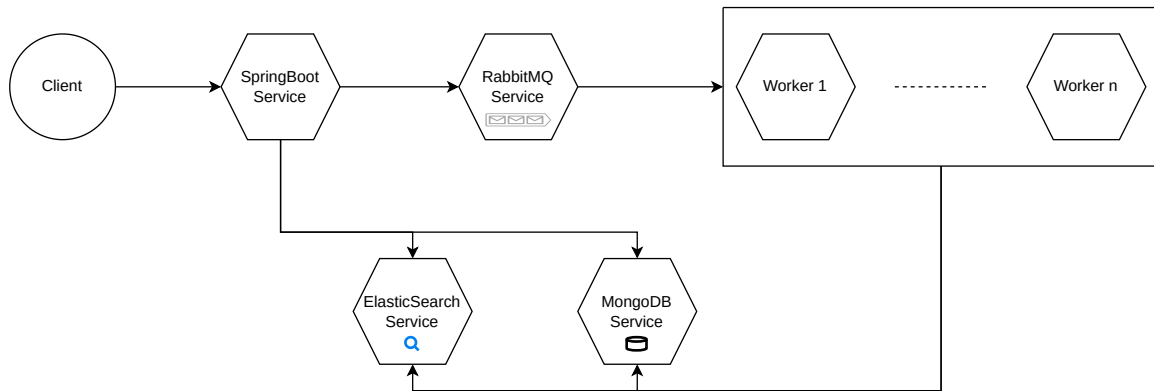 Client
SpringBoot
Service
RabbitMQ
Service
Worker 1
Worker n
ElasticSearch
Service
MongoDB
Service